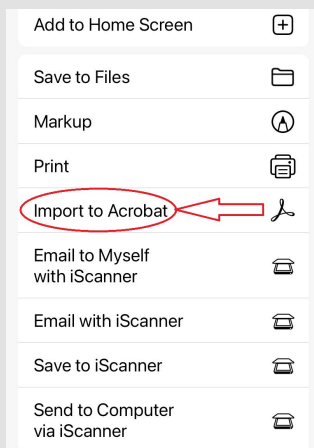 Add to Home Screen
Save to Files
Markup
Print
Import to Acrobat
Email to Myself
with iScanner
Email with iScanner
Save to iScanner
Send to Computer
via iScanner